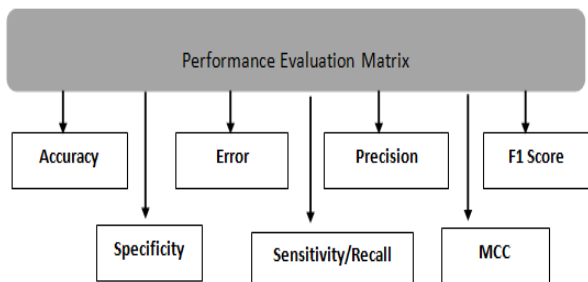 Performance Evaluation Matrix
Accuracy
Error
Precision
F1 Score
Specificity
Sensitivity/Recall
MCC